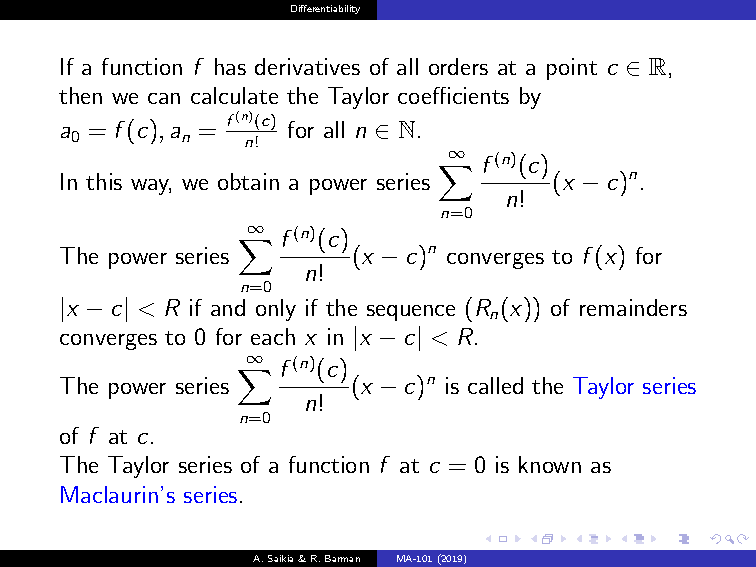 Differentiability
If a function f has derivatives of all orders at a point c ∈ ℝ,
then we can calculate the Taylor coefficients by
a₀ = f(c), aₙ = f⁽ⁿ⁾(c)/n! for all n ∈ ℕ.
In this way, we obtain a power series ∑_{n=0}^{∞} f⁽ⁿ⁾(c)/n! (x − c)ⁿ.
The power series ∑_{n=0}^{∞} f⁽ⁿ⁾(c)/n! (x − c)ⁿ converges to f(x) for
|x − c| < R if and only if the sequence (Rₙ(x)) of remainders
converges to 0 for each x in |x − c| < R.
The power series ∑_{n=0}^{∞} f⁽ⁿ⁾(c)/n! (x − c)ⁿ is called the Taylor series
of f at c.
The Taylor series of a function f at c = 0 is known as
Maclaurin's series.
A. Saikia & R. Barman MA-101 (2019)